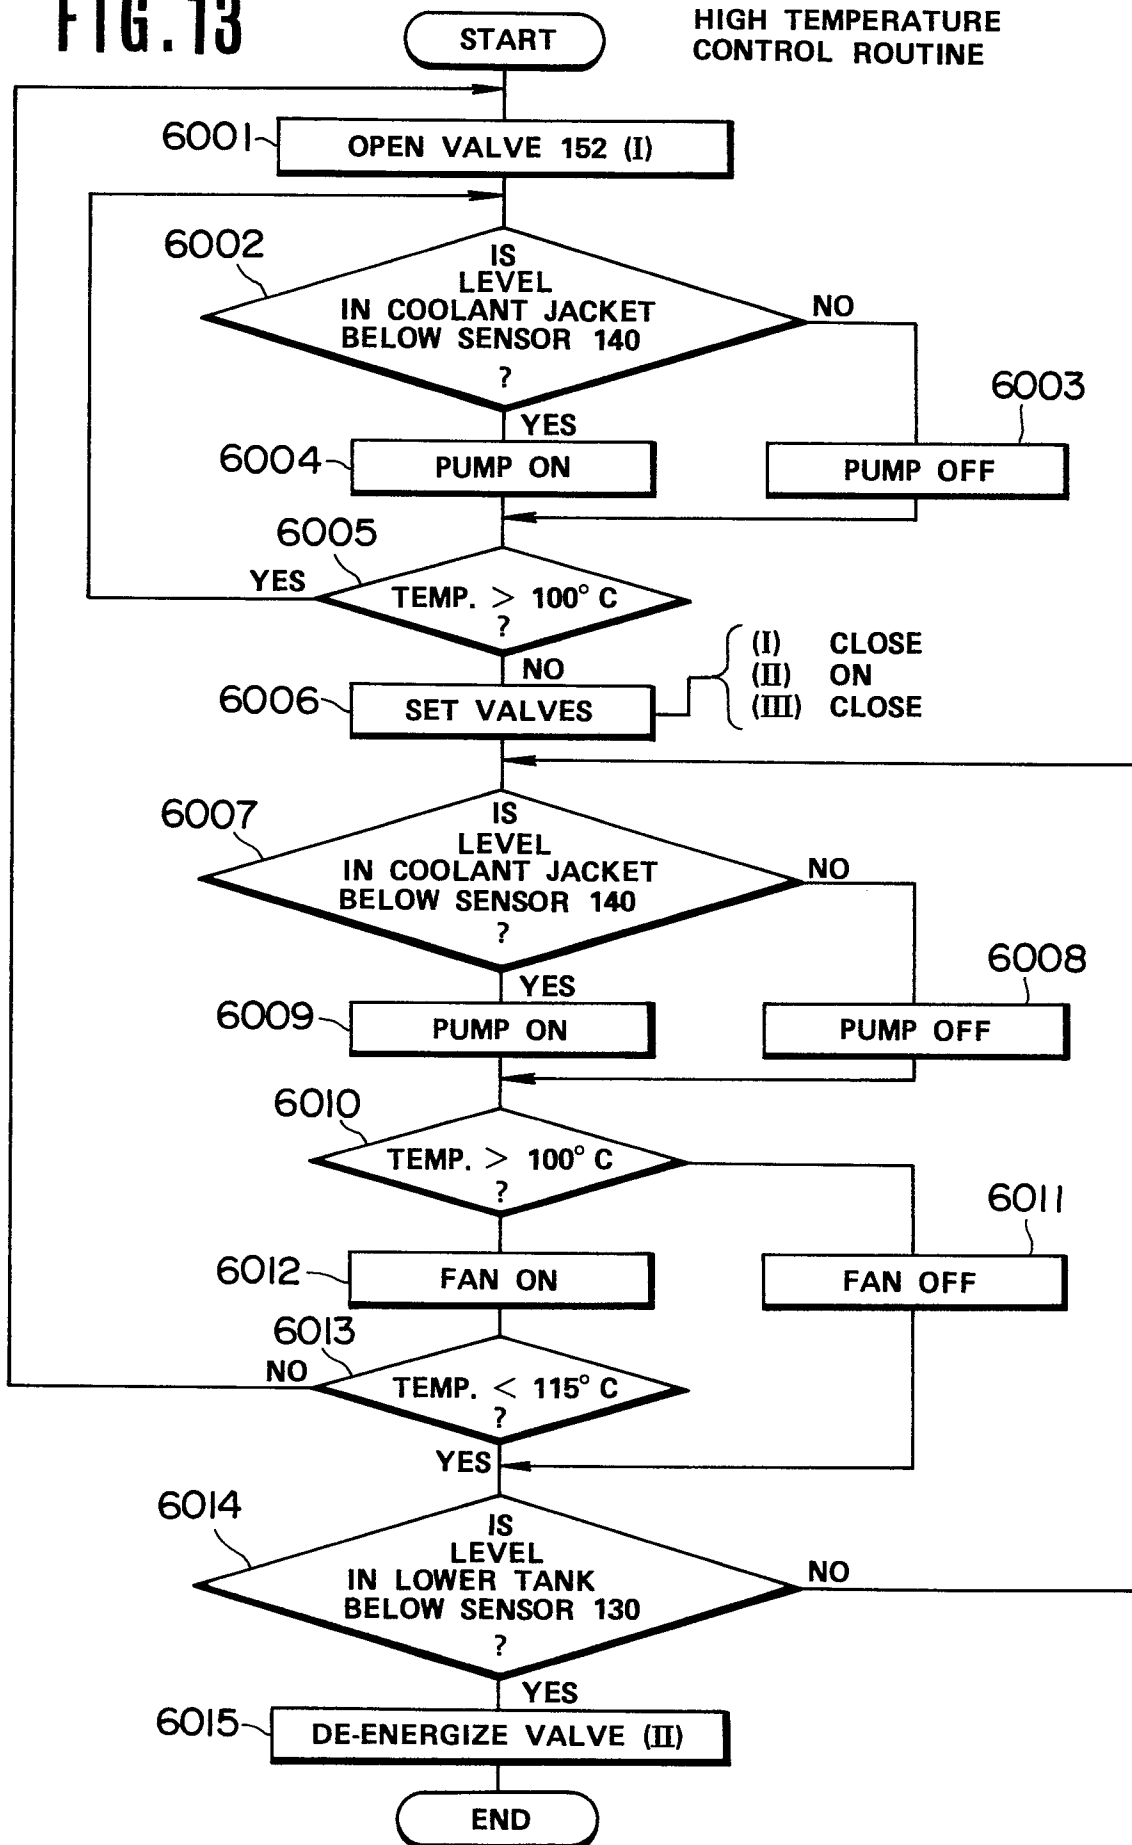 FIG.13
START
HIGH TEMPERATURE
CONTROL ROUTINE
6001
OPEN VALVE 152 (I)
6002
IS
LEVEL
IN COOLANT JACKET
BELOW SENSOR 140
?
NO
YES
6003
6004
PUMP ON
PUMP OFF
6005
YES
TEMP. > 100° C
?
NO
6006
SET VALVES
(I) CLOSE
(II) ON
(III) CLOSE
6007
IS
LEVEL
IN COOLANT JACKET
BELOW SENSOR 140
?
NO
YES
6008
6009
PUMP ON
PUMP OFF
6010
TEMP. > 100° C
?
6011
6012
FAN ON
FAN OFF
6013
NO
TEMP. < 115° C
?
YES
6014
IS
LEVEL
IN LOWER TANK
BELOW SENSOR 130
?
NO
YES
6015
DE-ENERGIZE VALVE (II)
END